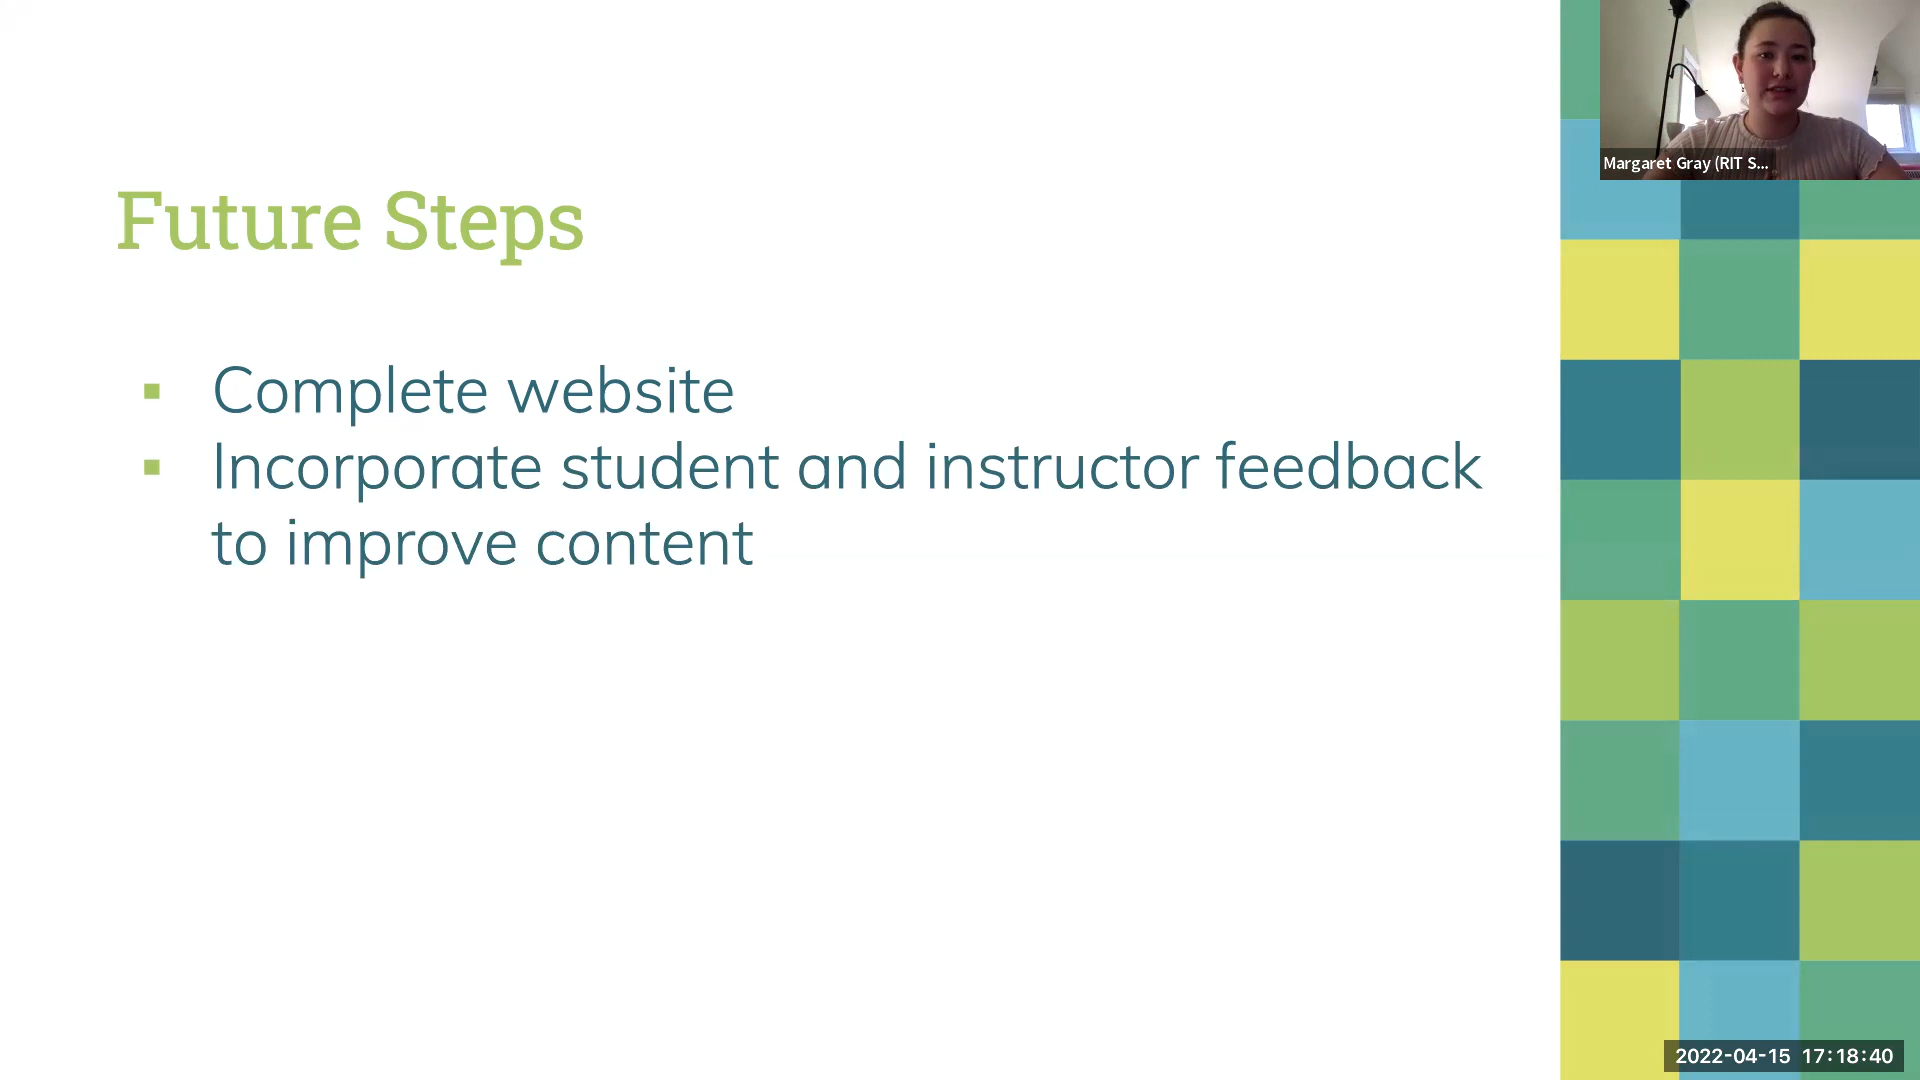 Margaret Gray (RIT S...
Future Steps
▪ Complete website
▪ Incorporate student and instructor feedback
to improve content
2022-04-15 17:18:40